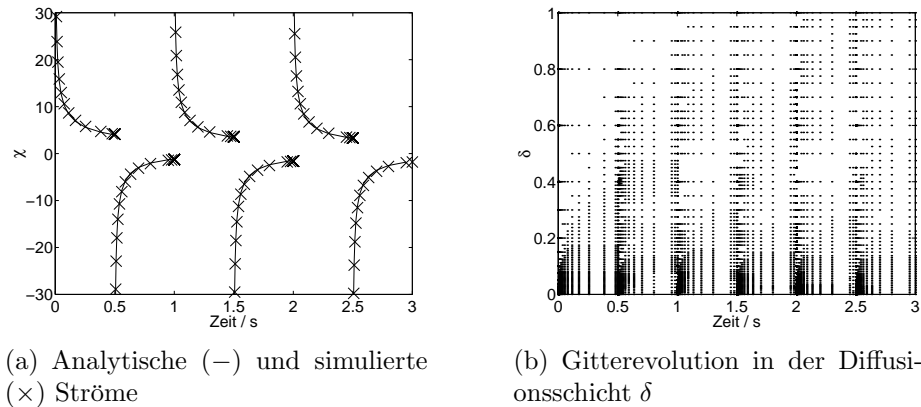 30
20
10
0
−10
−20
−30
χ
0 0.5 1 1.5 2 2.5 3
Zeit / s
1
0.8
0.6
0.4
0.2
0
δ
0 0.5 1 1.5 2 2.5 3
Zeit / s
(a) Analytische (−) und simulierte
(×) Ströme
(b) Gitterevolution in der Diffusi-
onsschicht δ